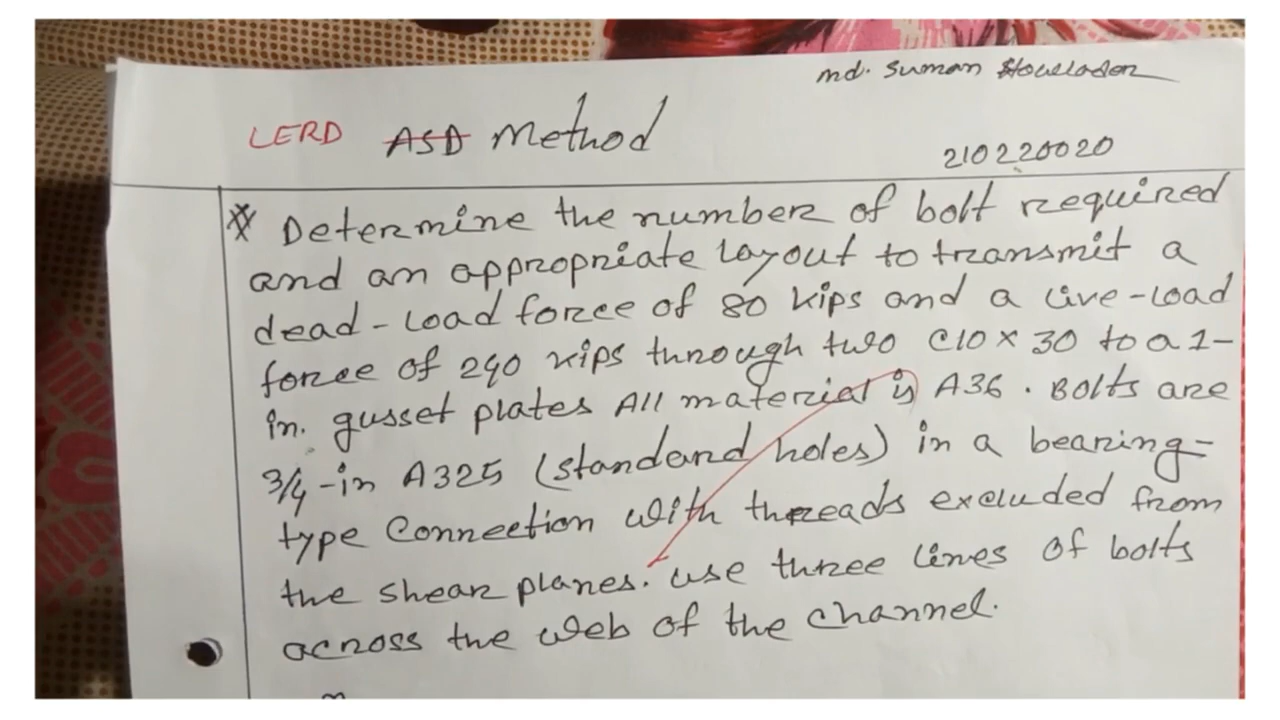 md. Suman
LERD ASD Method
210220020
* Determine the number of bolt required
and an appropriate layout to transmit a
dead-load force of 80 kips and a live-load
force of 240 kips through two C10 x 30 to a 1-
in. gusset plates All material is A36. Bolts are
3/4-in A325 (standard holes) in a bearing-
type Connection with threads excluded from
the shear planes. use three lines of bolts
across the web of the channel.